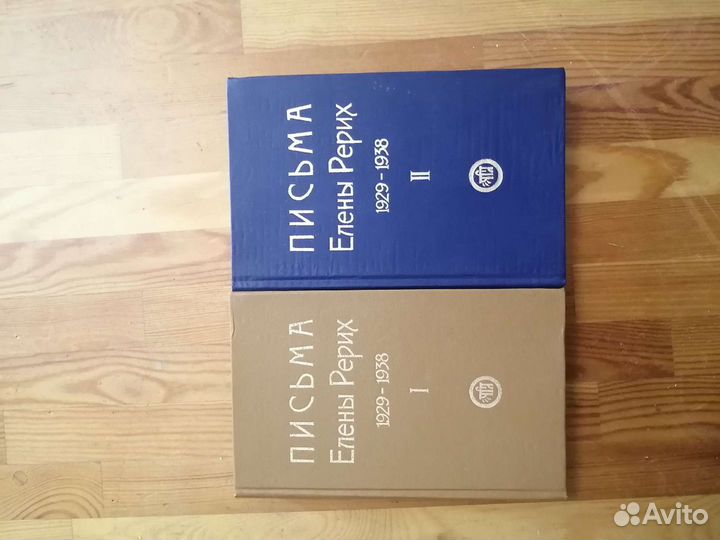 ПИСЬМА
Елены Рерих
1929-1938
I
ПИСЬМА
Елены Рерих
1929-1938
II
Avito